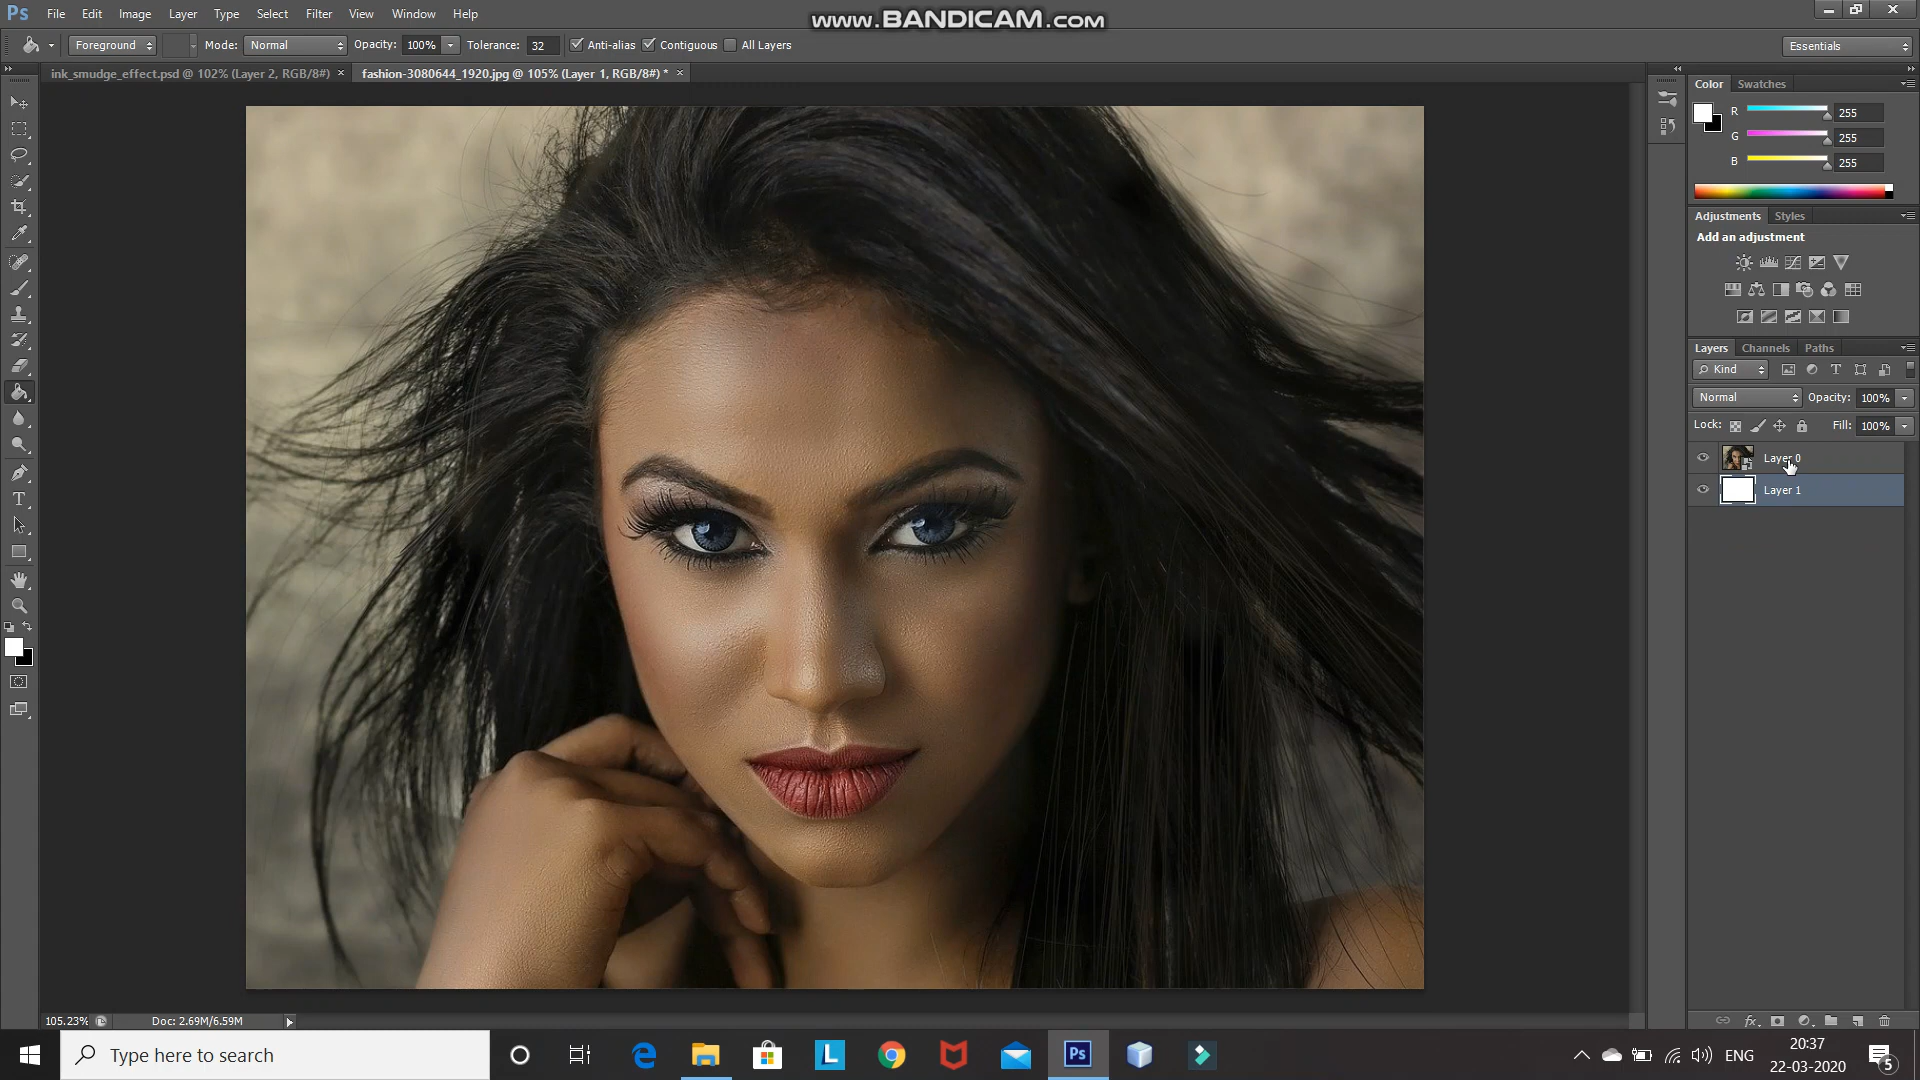 Ps File Edit Image Layer Type Select Filter View Window Help
www.BANDICAM.com
Foreground Mode: Normal Opacity: 100% Tolerance: 32 Anti-alias Contiguous All Layers Essentials
ink_smudge_effect.psd @ 102% (Layer 2, RGB/8#) × fashion-3080644_1920.jpg @ 105% (Layer 1, RGB/8#) * ×
Color Swatches
R 255
G 255
B 255
Adjustments Styles
Add an adjustment
Layers Channels Paths
Kind
Normal Opacity: 100%
Lock: Fill: 100%
Layer 0
Layer 1
105.23% Doc: 2.69M/6.59M
Type here to search
L
Ps
ENG
20:37
22-03-2020
5